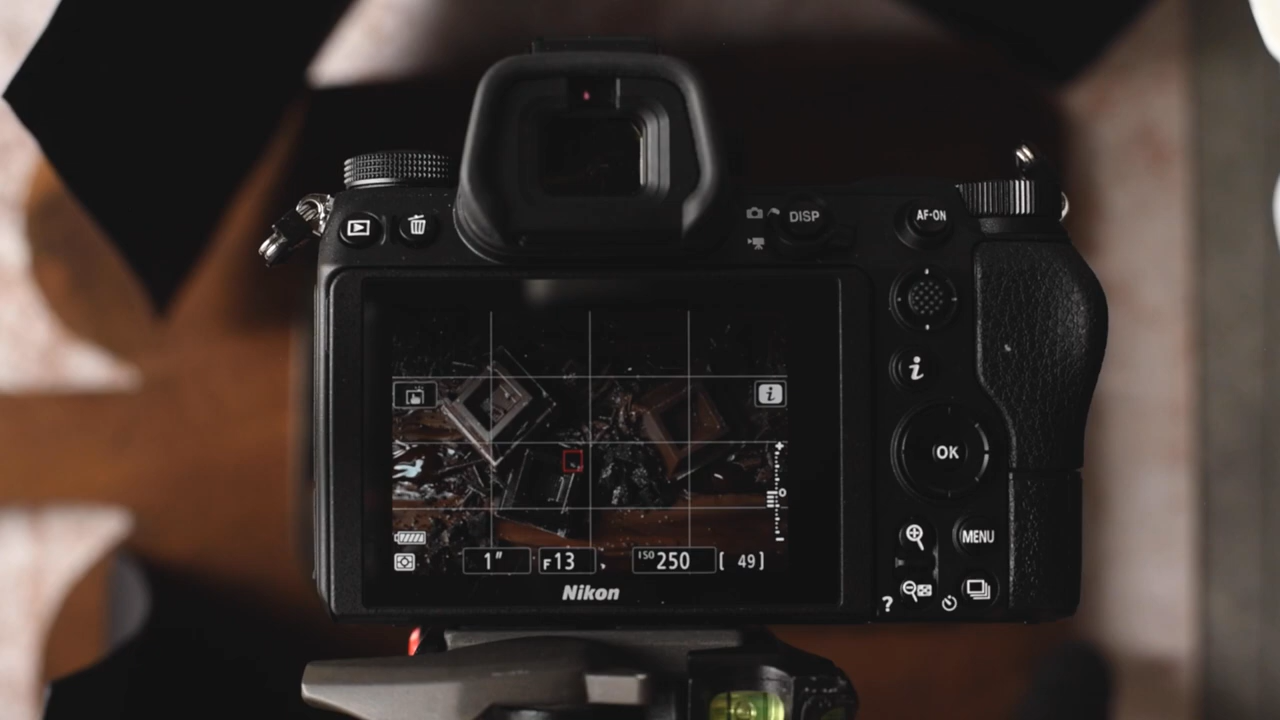 DISP
AF-ON
i
i
OK
1" F13 ISO 250 [ 49]
MENU
Nikon
?